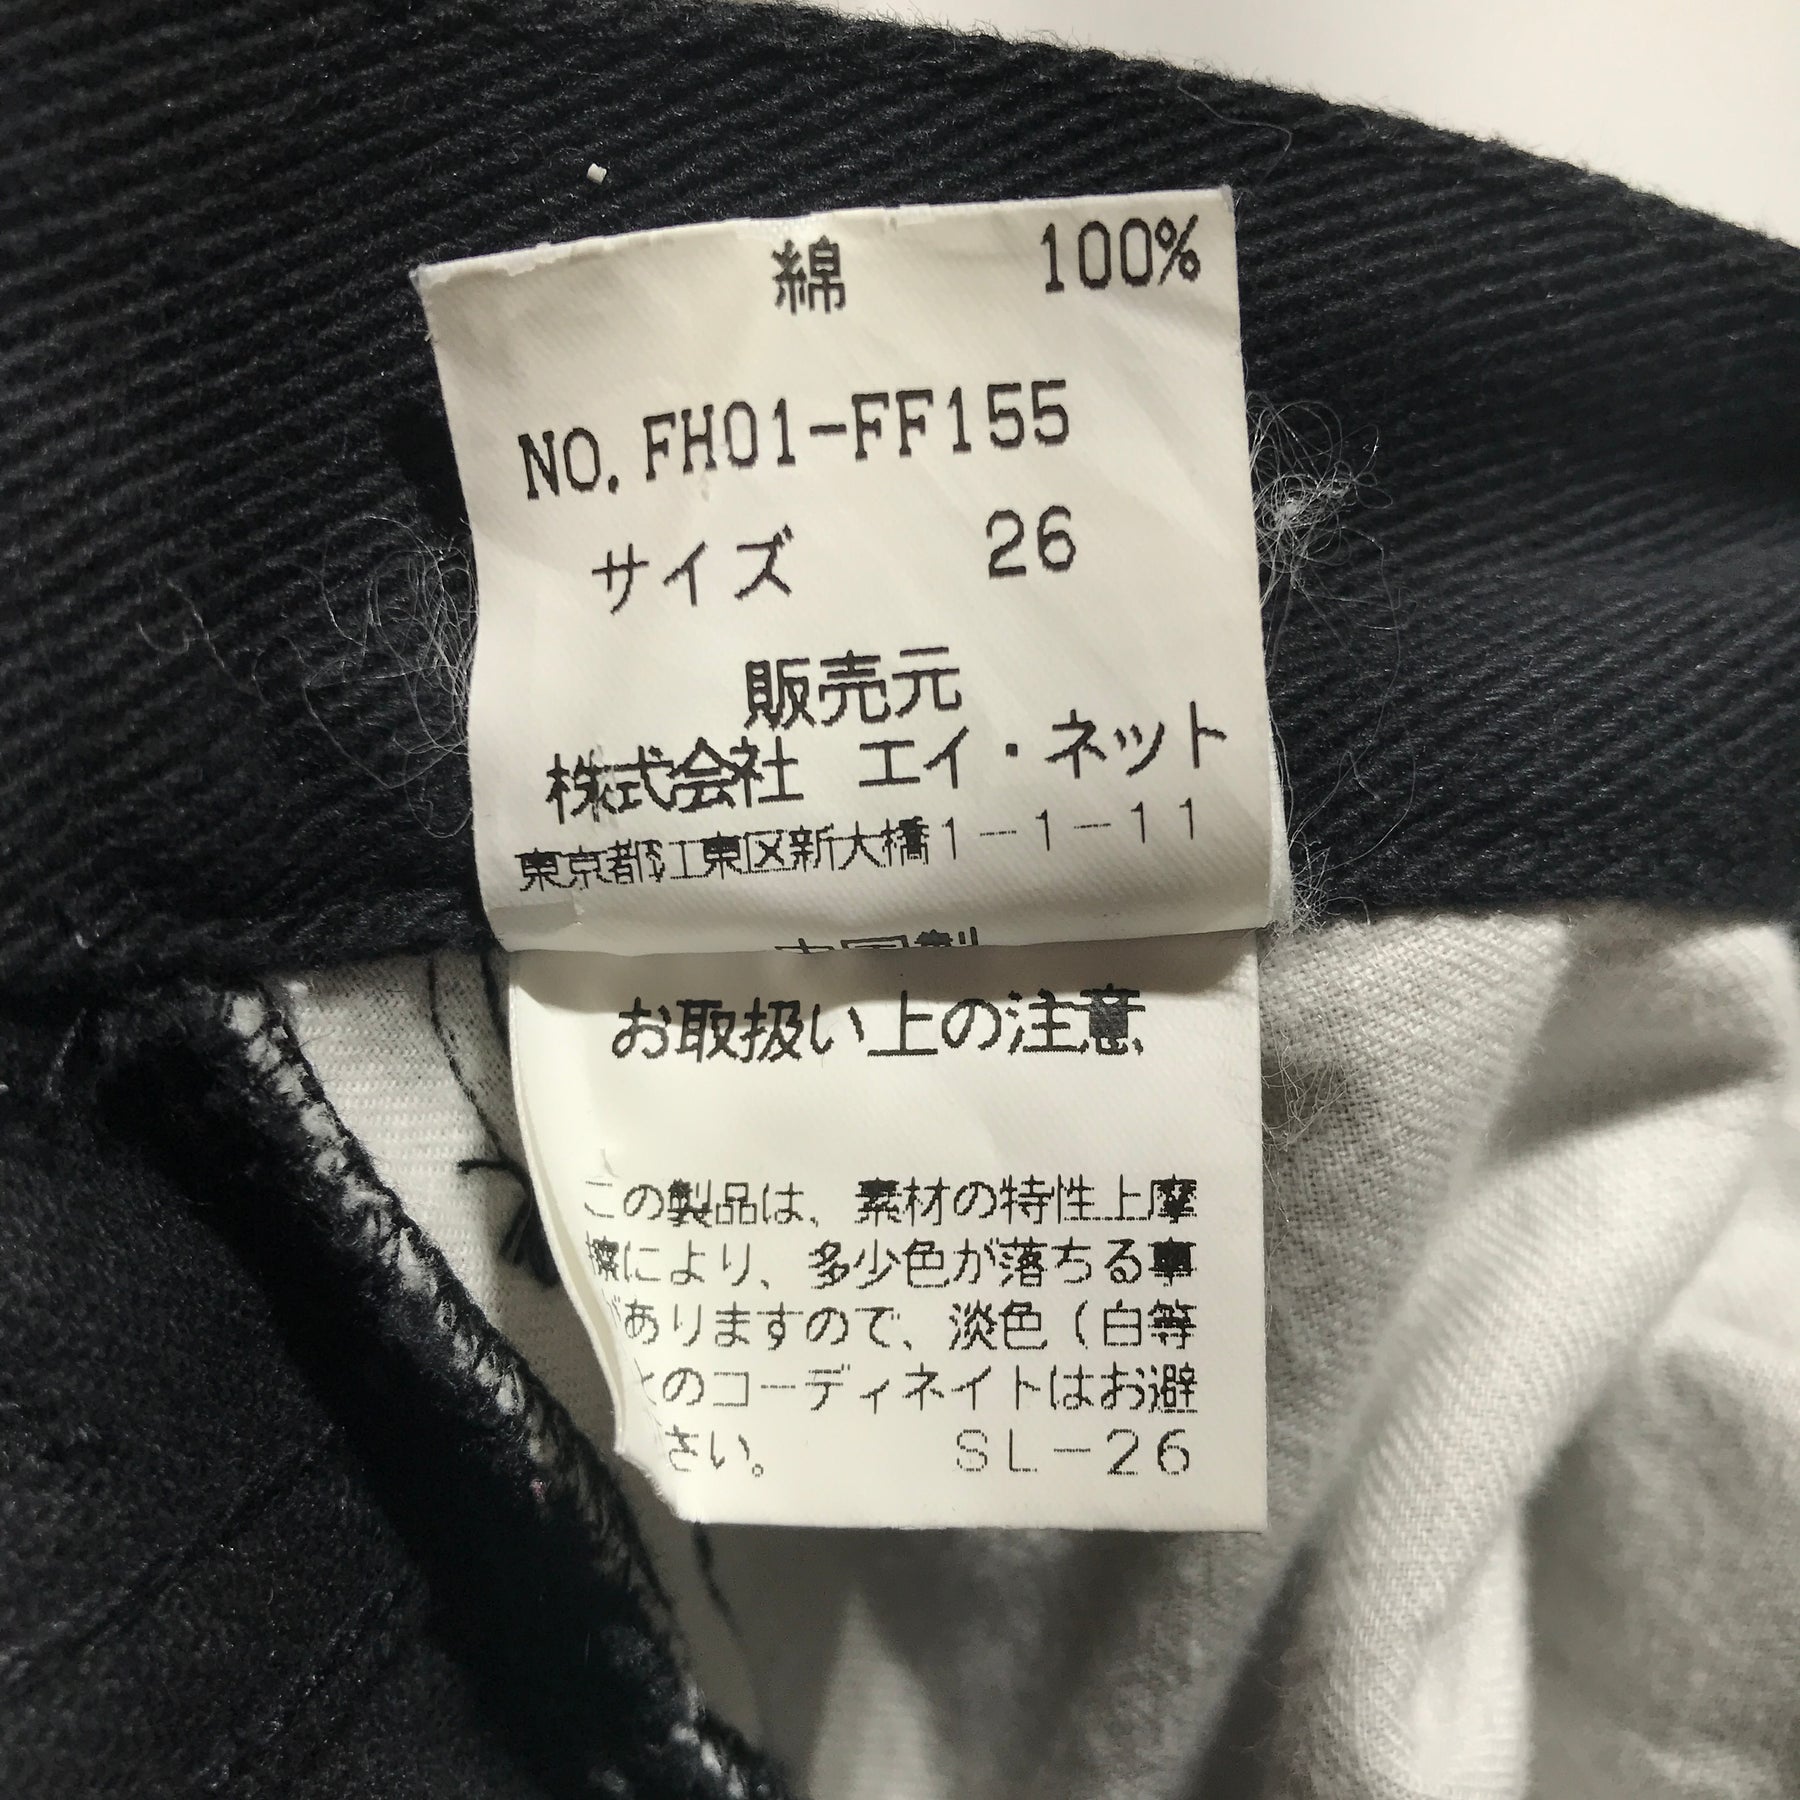 綿 100%
NO. FH01-FF155
サイズ 26
販売元
株式会社 エイ・ネット
東京都江東区新大橋1-1-11
お取扱い上の注意
この製品は、素材の特性上摩
擦により、多少色が落ちる事
がありますので、淡色(白等
とのコーディネイトはお避
さい。 SL-26